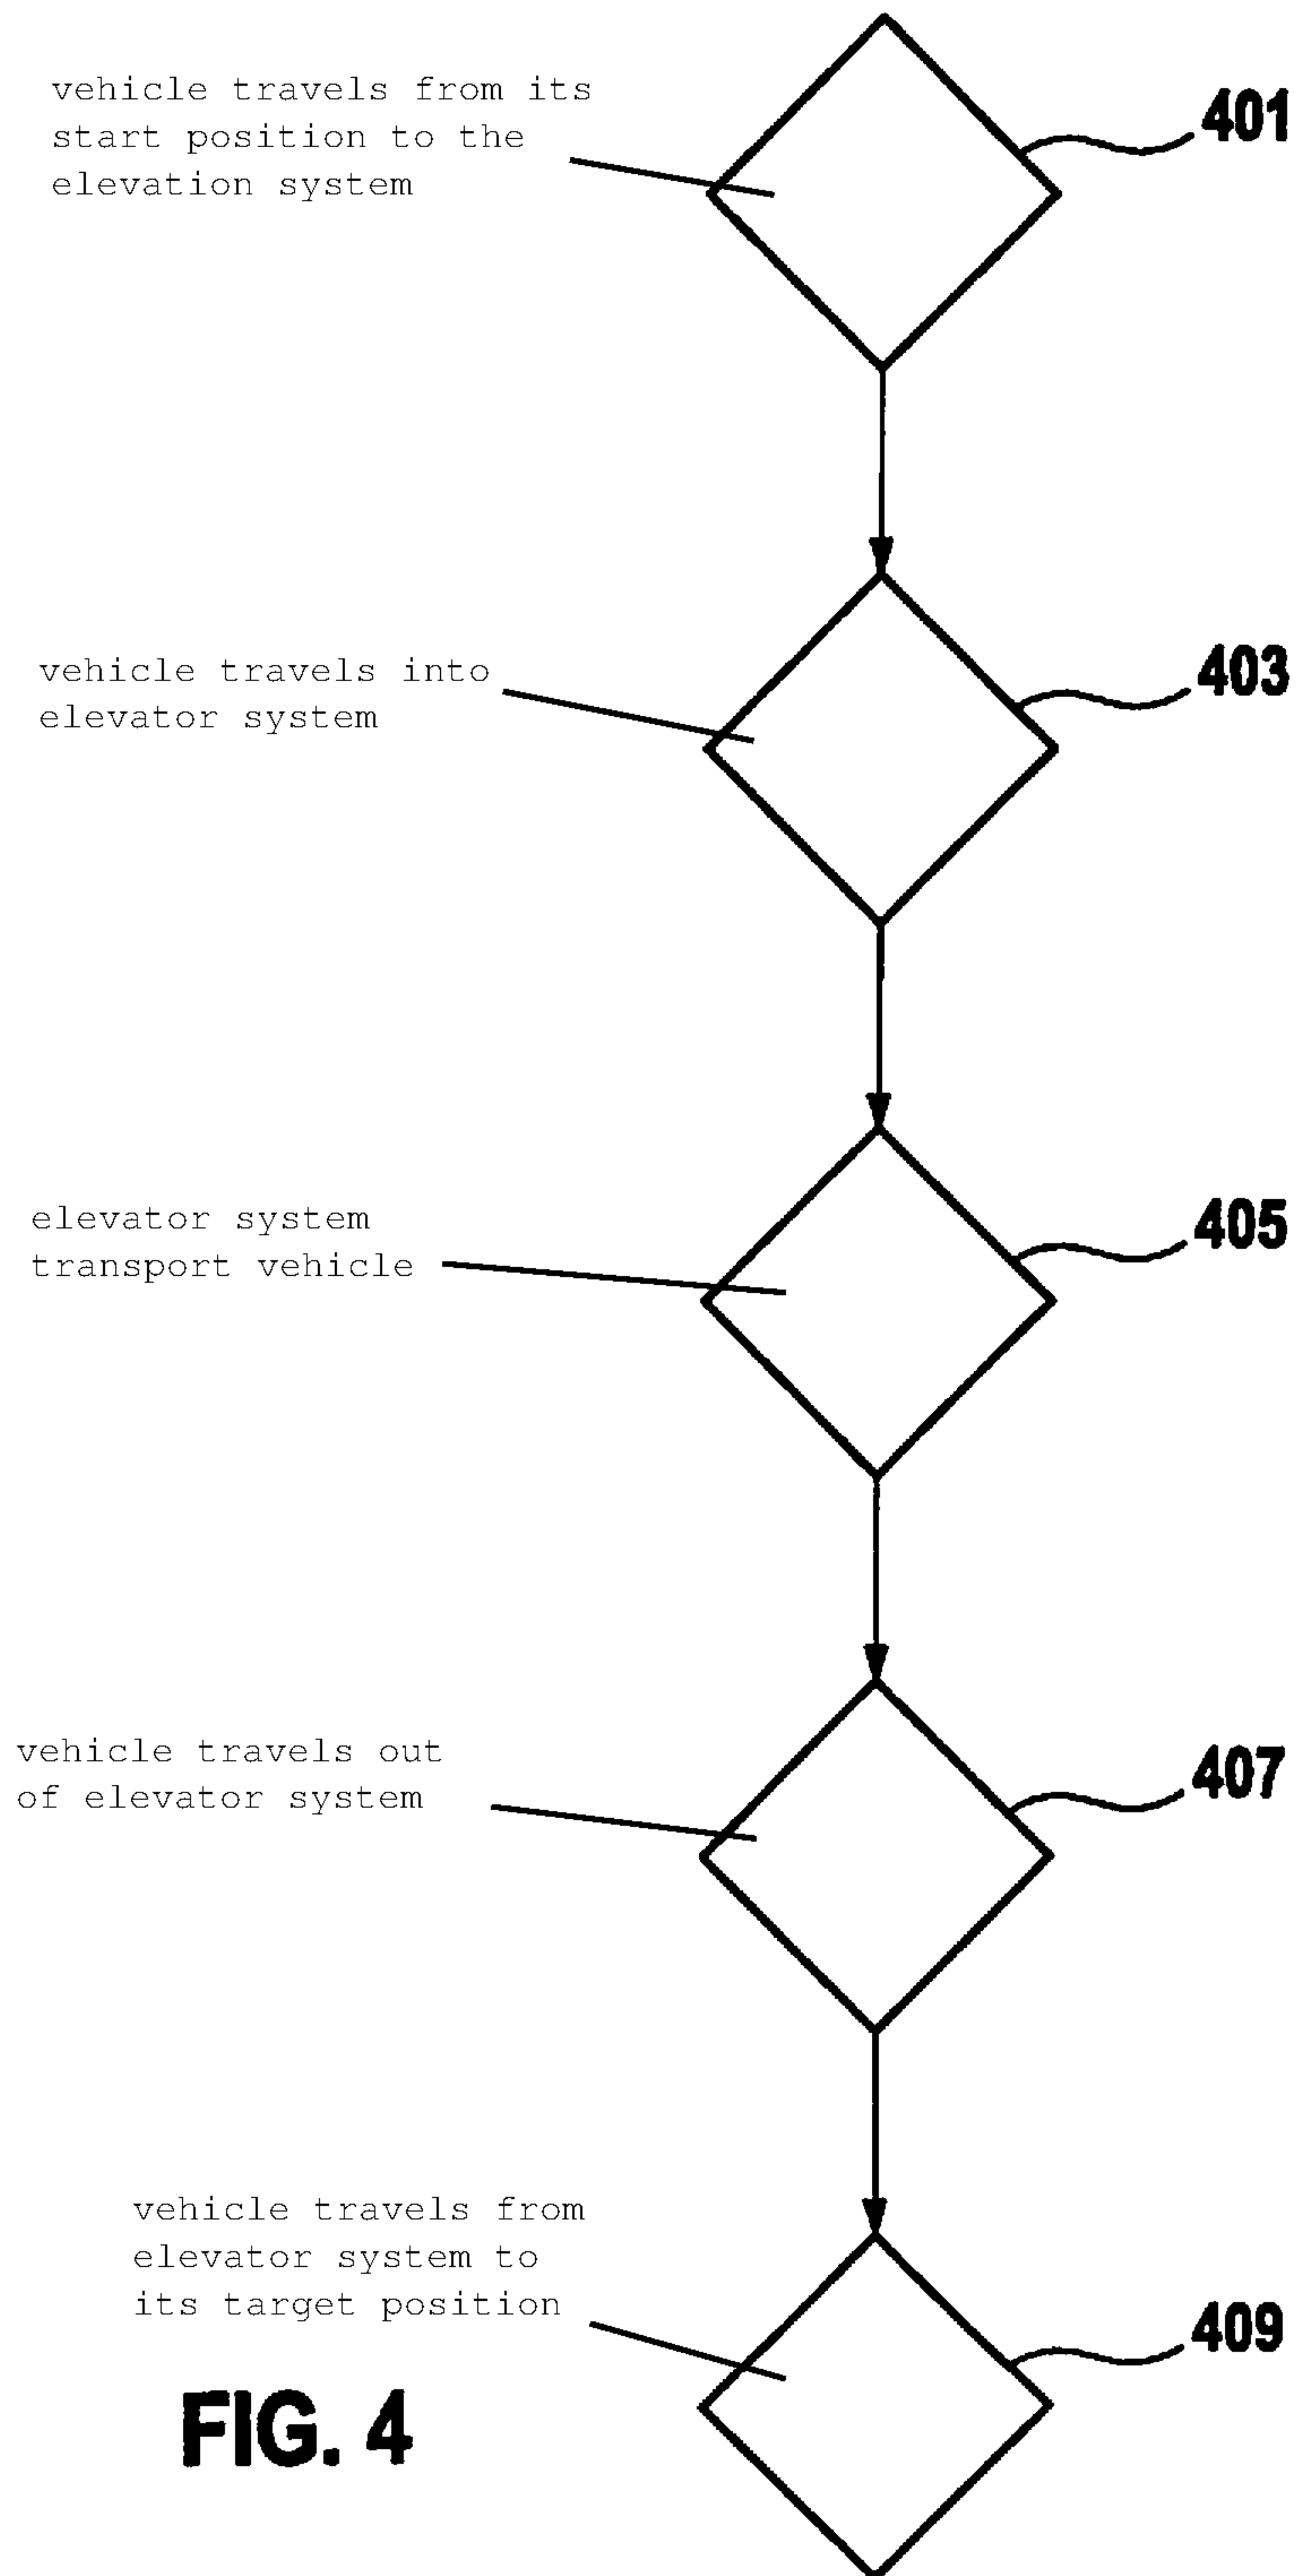 vehicle travels from its
start position to the
elevation system
401
vehicle travels into
elevator system
403
elevator system
transport vehicle
405
vehicle travels out
of elevator system
407
vehicle travels from
elevator system to
its target position
409
FIG. 4